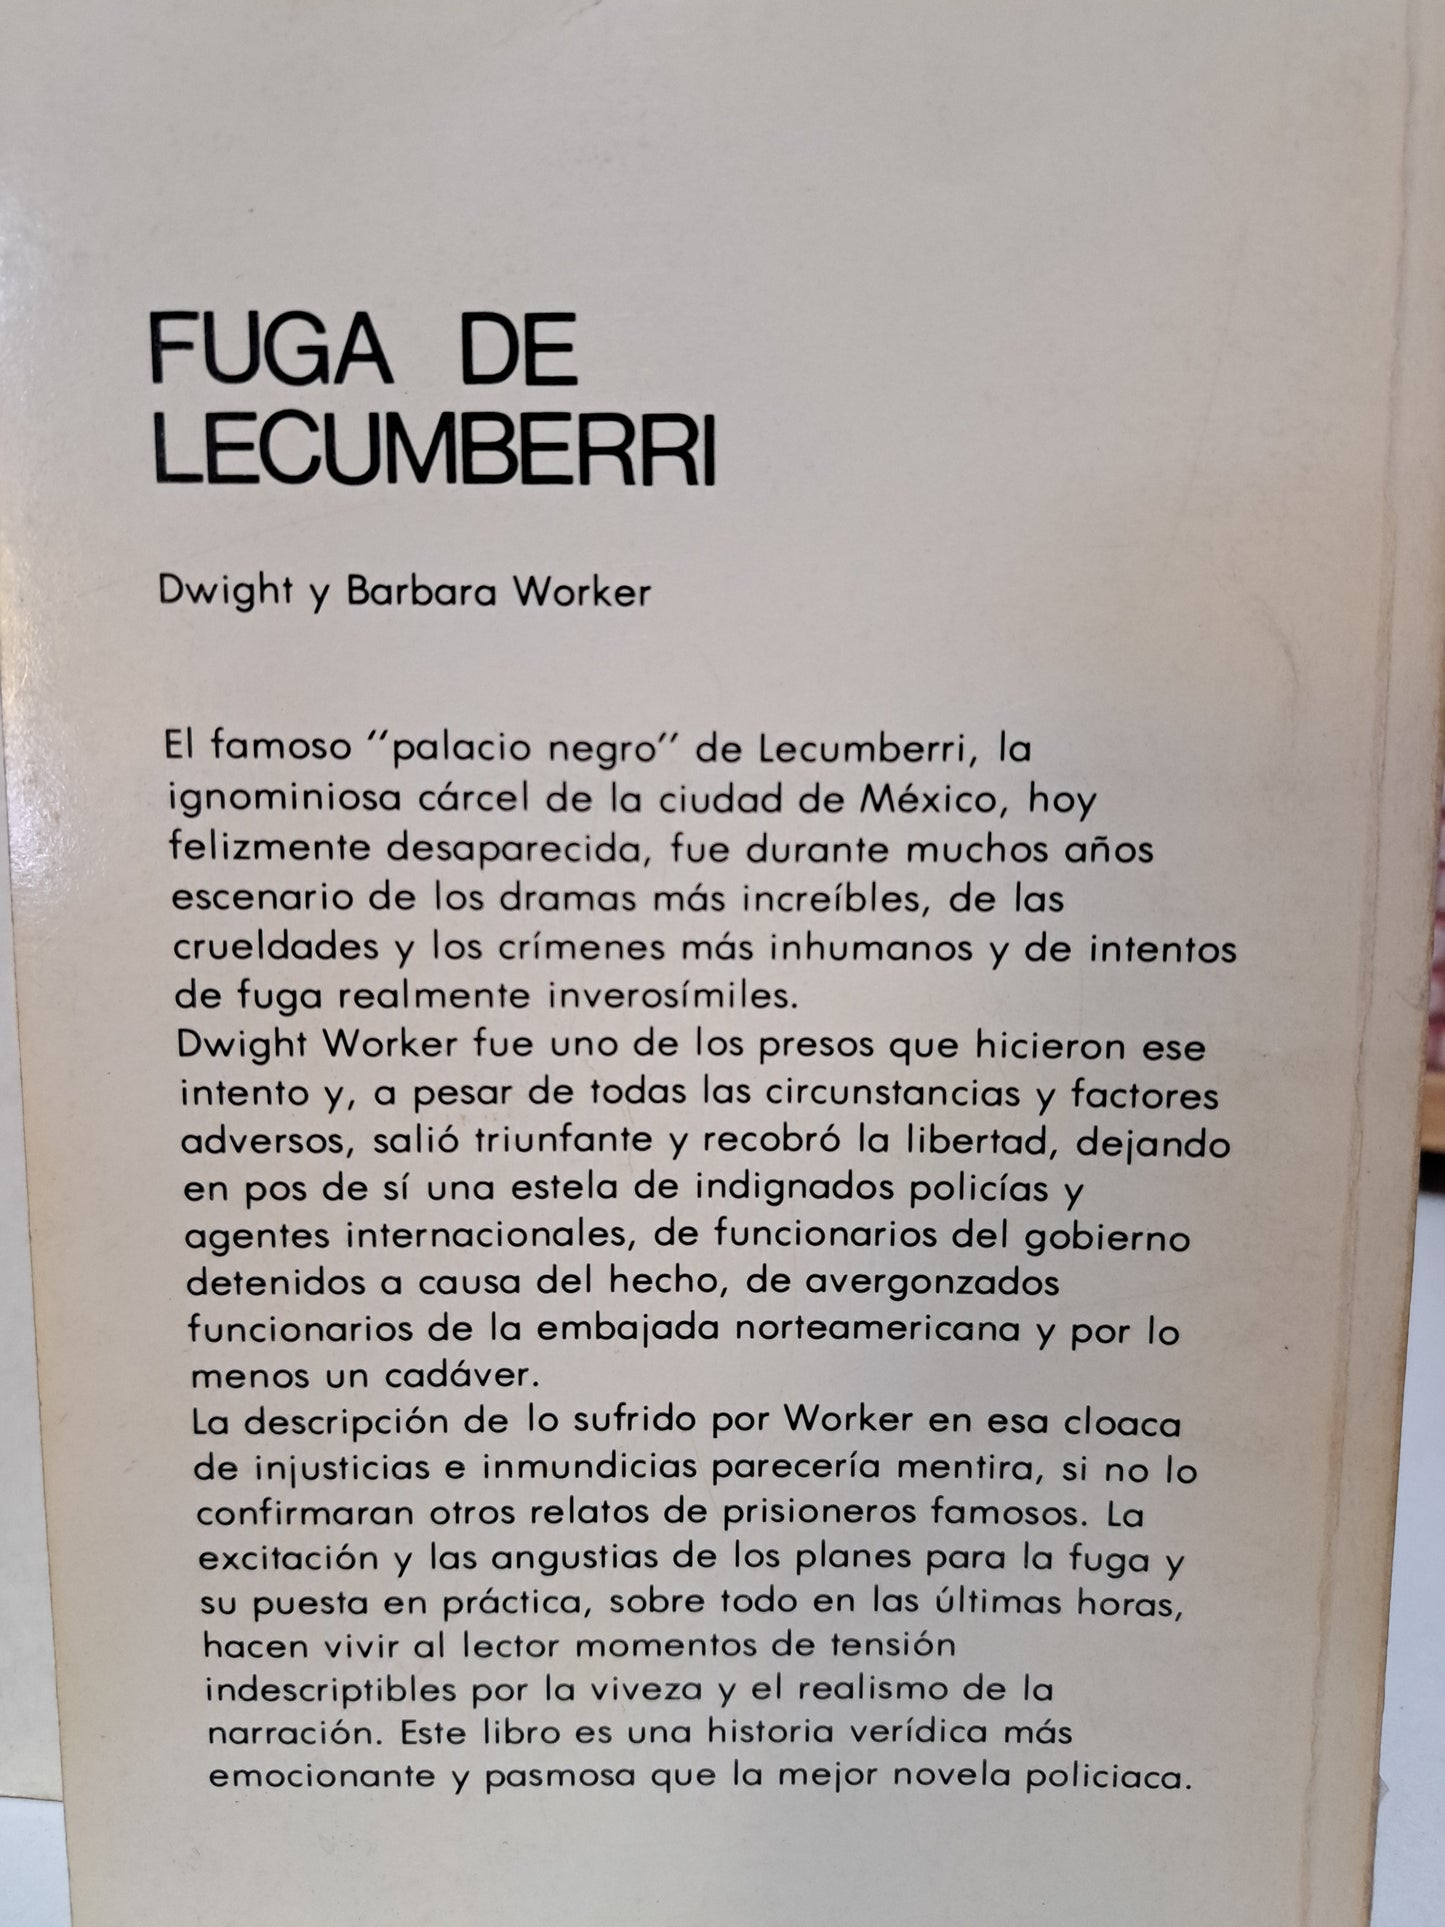 FUGA DE
LECUMBERRI
Dwight y Barbara Worker
El famoso "palacio negro" de Lecumberri, la
ignominiosa cárcel de la ciudad de México, hoy
felizmente desaparecida, fue durante muchos años
escenario de los dramas más increíbles, de las
crueldades y los crímenes más inhumanos y de intentos
de fuga realmente inverosímiles.
Dwight Worker fue uno de los presos que hicieron ese
intento y, a pesar de todas las circunstancias y factores
adversos, salió triunfante y recobró la libertad, dejando
en pos de sí una estela de indignados policías y
agentes internacionales, de funcionarios del gobierno
detenidos a causa del hecho, de avergonzados
funcionarios de la embajada norteamericana y por lo
menos un cadáver.
La descripción de lo sufrido por Worker en esa cloaca
de injusticias e inmundicias parecería mentira, si no lo
confirmaran otros relatos de prisioneros famosos. La
excitación y las angustias de los planes para la fuga y
su puesta en práctica, sobre todo en las últimas horas,
hacen vivir al lector momentos de tensión
indescriptibles por la viveza y el realismo de la
narración. Este libro es una historia verídica más
emocionante y pasmosa que la mejor novela policiaca.